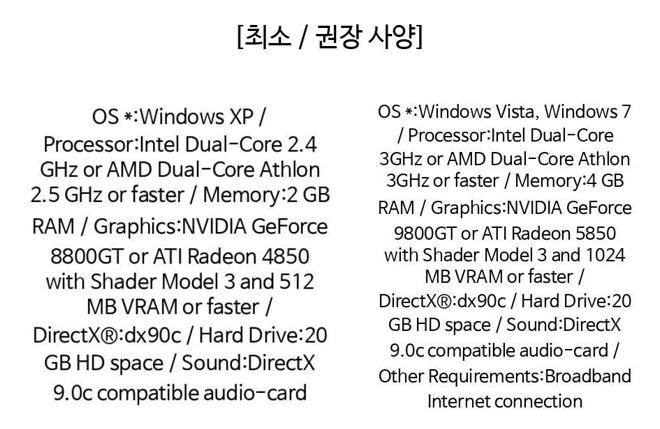 [최소 / 권장 사양]
OS *:Windows XP /
Processor:Intel Dual-Core 2.4
GHz or AMD Dual-Core Athlon
2.5 GHz or faster / Memory:2 GB
RAM / Graphics:NVIDIA GeForce
8800GT or ATI Radeon 4850
with Shader Model 3 and 512
MB VRAM or faster /
DirectX®:dx90c / Hard Drive:20
GB HD space / Sound:DirectX
9.0c compatible audio-card
OS *:Windows Vista, Windows 7
/ Processor:Intel Dual-Core
3GHz or AMD Dual-Core Athlon
3GHz or faster / Memory:4 GB
RAM / Graphics:NVIDIA GeForce
9800GT or ATI Radeon 5850
with Shader Model 3 and 1024
MB VRAM or faster /
DirectX®:dx90c / Hard Drive:20
GB HD space / Sound:DirectX
9.0c compatible audio-card /
Other Requirements:Broadband
Internet connection